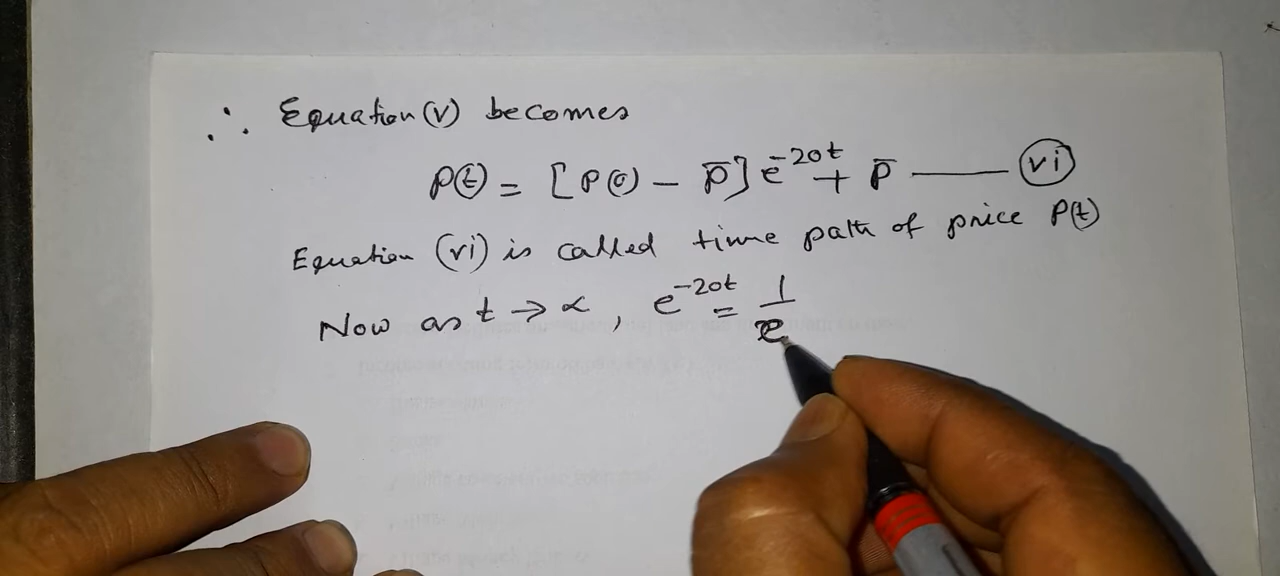 ∴ Equation (v) becomes
P(t) = [P(0) − P̄] e^{-20t} + P̄ —— (vi)
Equation (vi) is called time path of price P(t)
Now as t → ∝, e^{-20t} = 1/e